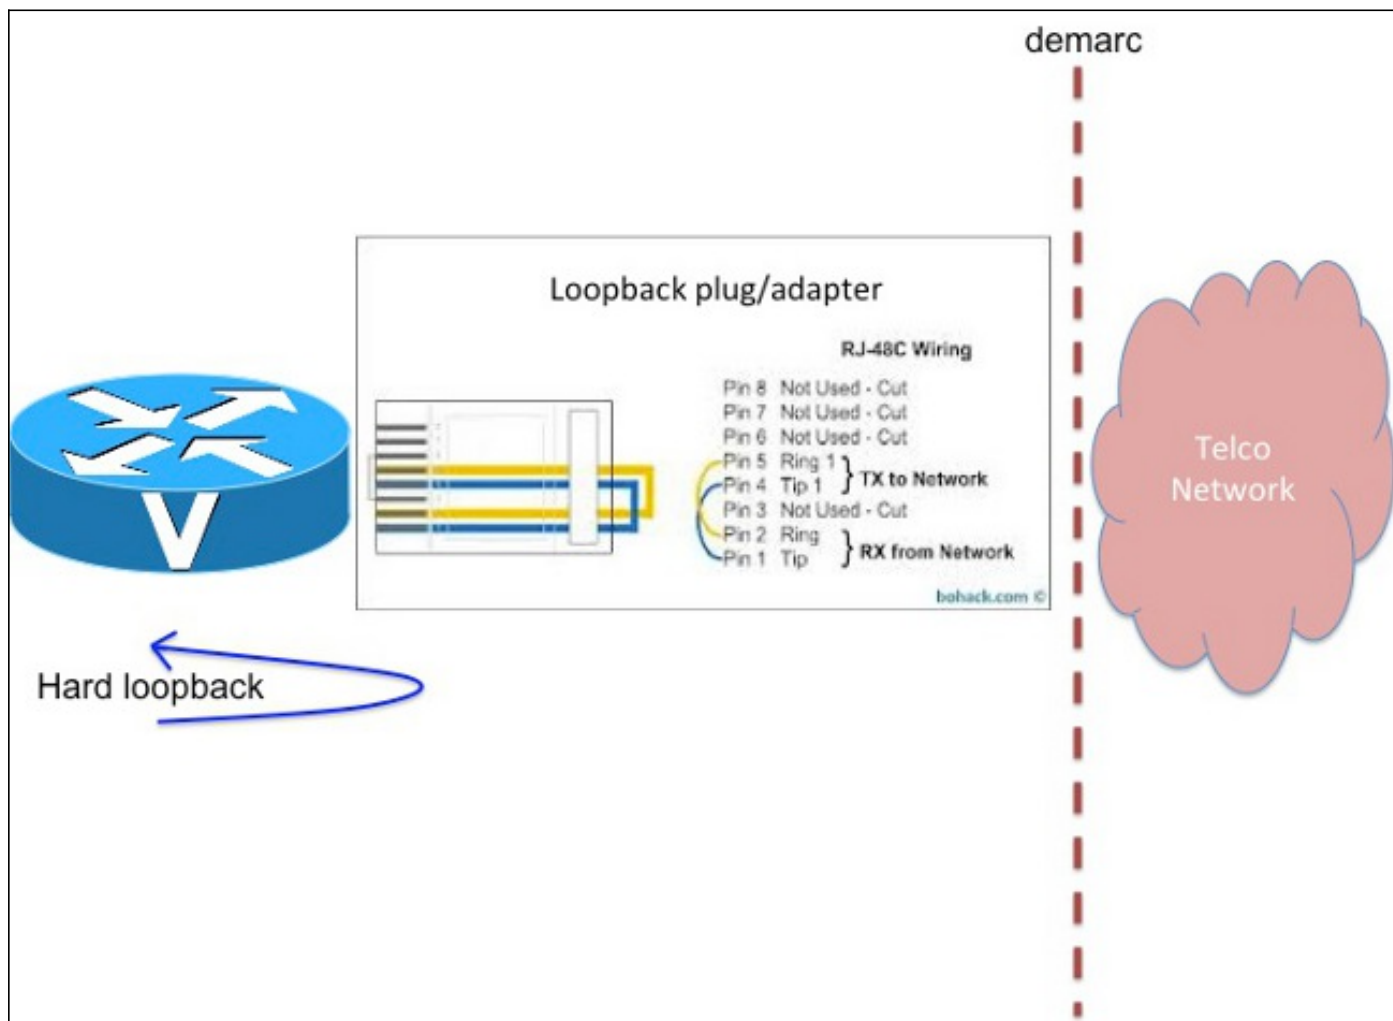 demarc
Loopback plug/adapter
RJ-48C Wiring
Pin 8 Not Used - Cut
Pin 7 Not Used - Cut
Pin 6 Not Used - Cut
Pin 5 Ring 1
Pin 4 Tip 1
} TX to Network
Pin 3 Not Used - Cut
Pin 2 Ring
Pin 1 Tip
} RX from Network
bohack.com ©
Telco
Network
V
Hard loopback